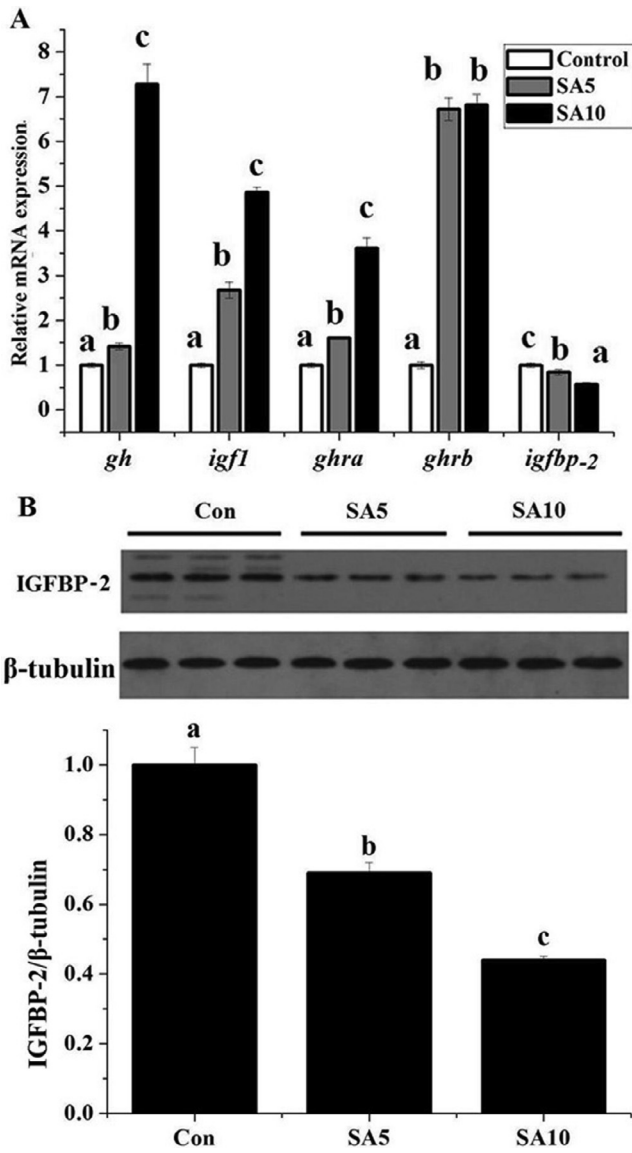 A
8
7
6
5
4
3
2
1
0
Relative mRNA expression
Control
SA5
SA10
a b c
a b c
a b c
a b b
c b a
gh igf1 ghra ghrb igfbp-2
B
Con SA5 SA10
IGFBP-2
β-tubulin
IGFBP-2/β-tubulin
1.0
0.8
0.6
0.4
0.2
0.0
a
b
c
Con SA5 SA10